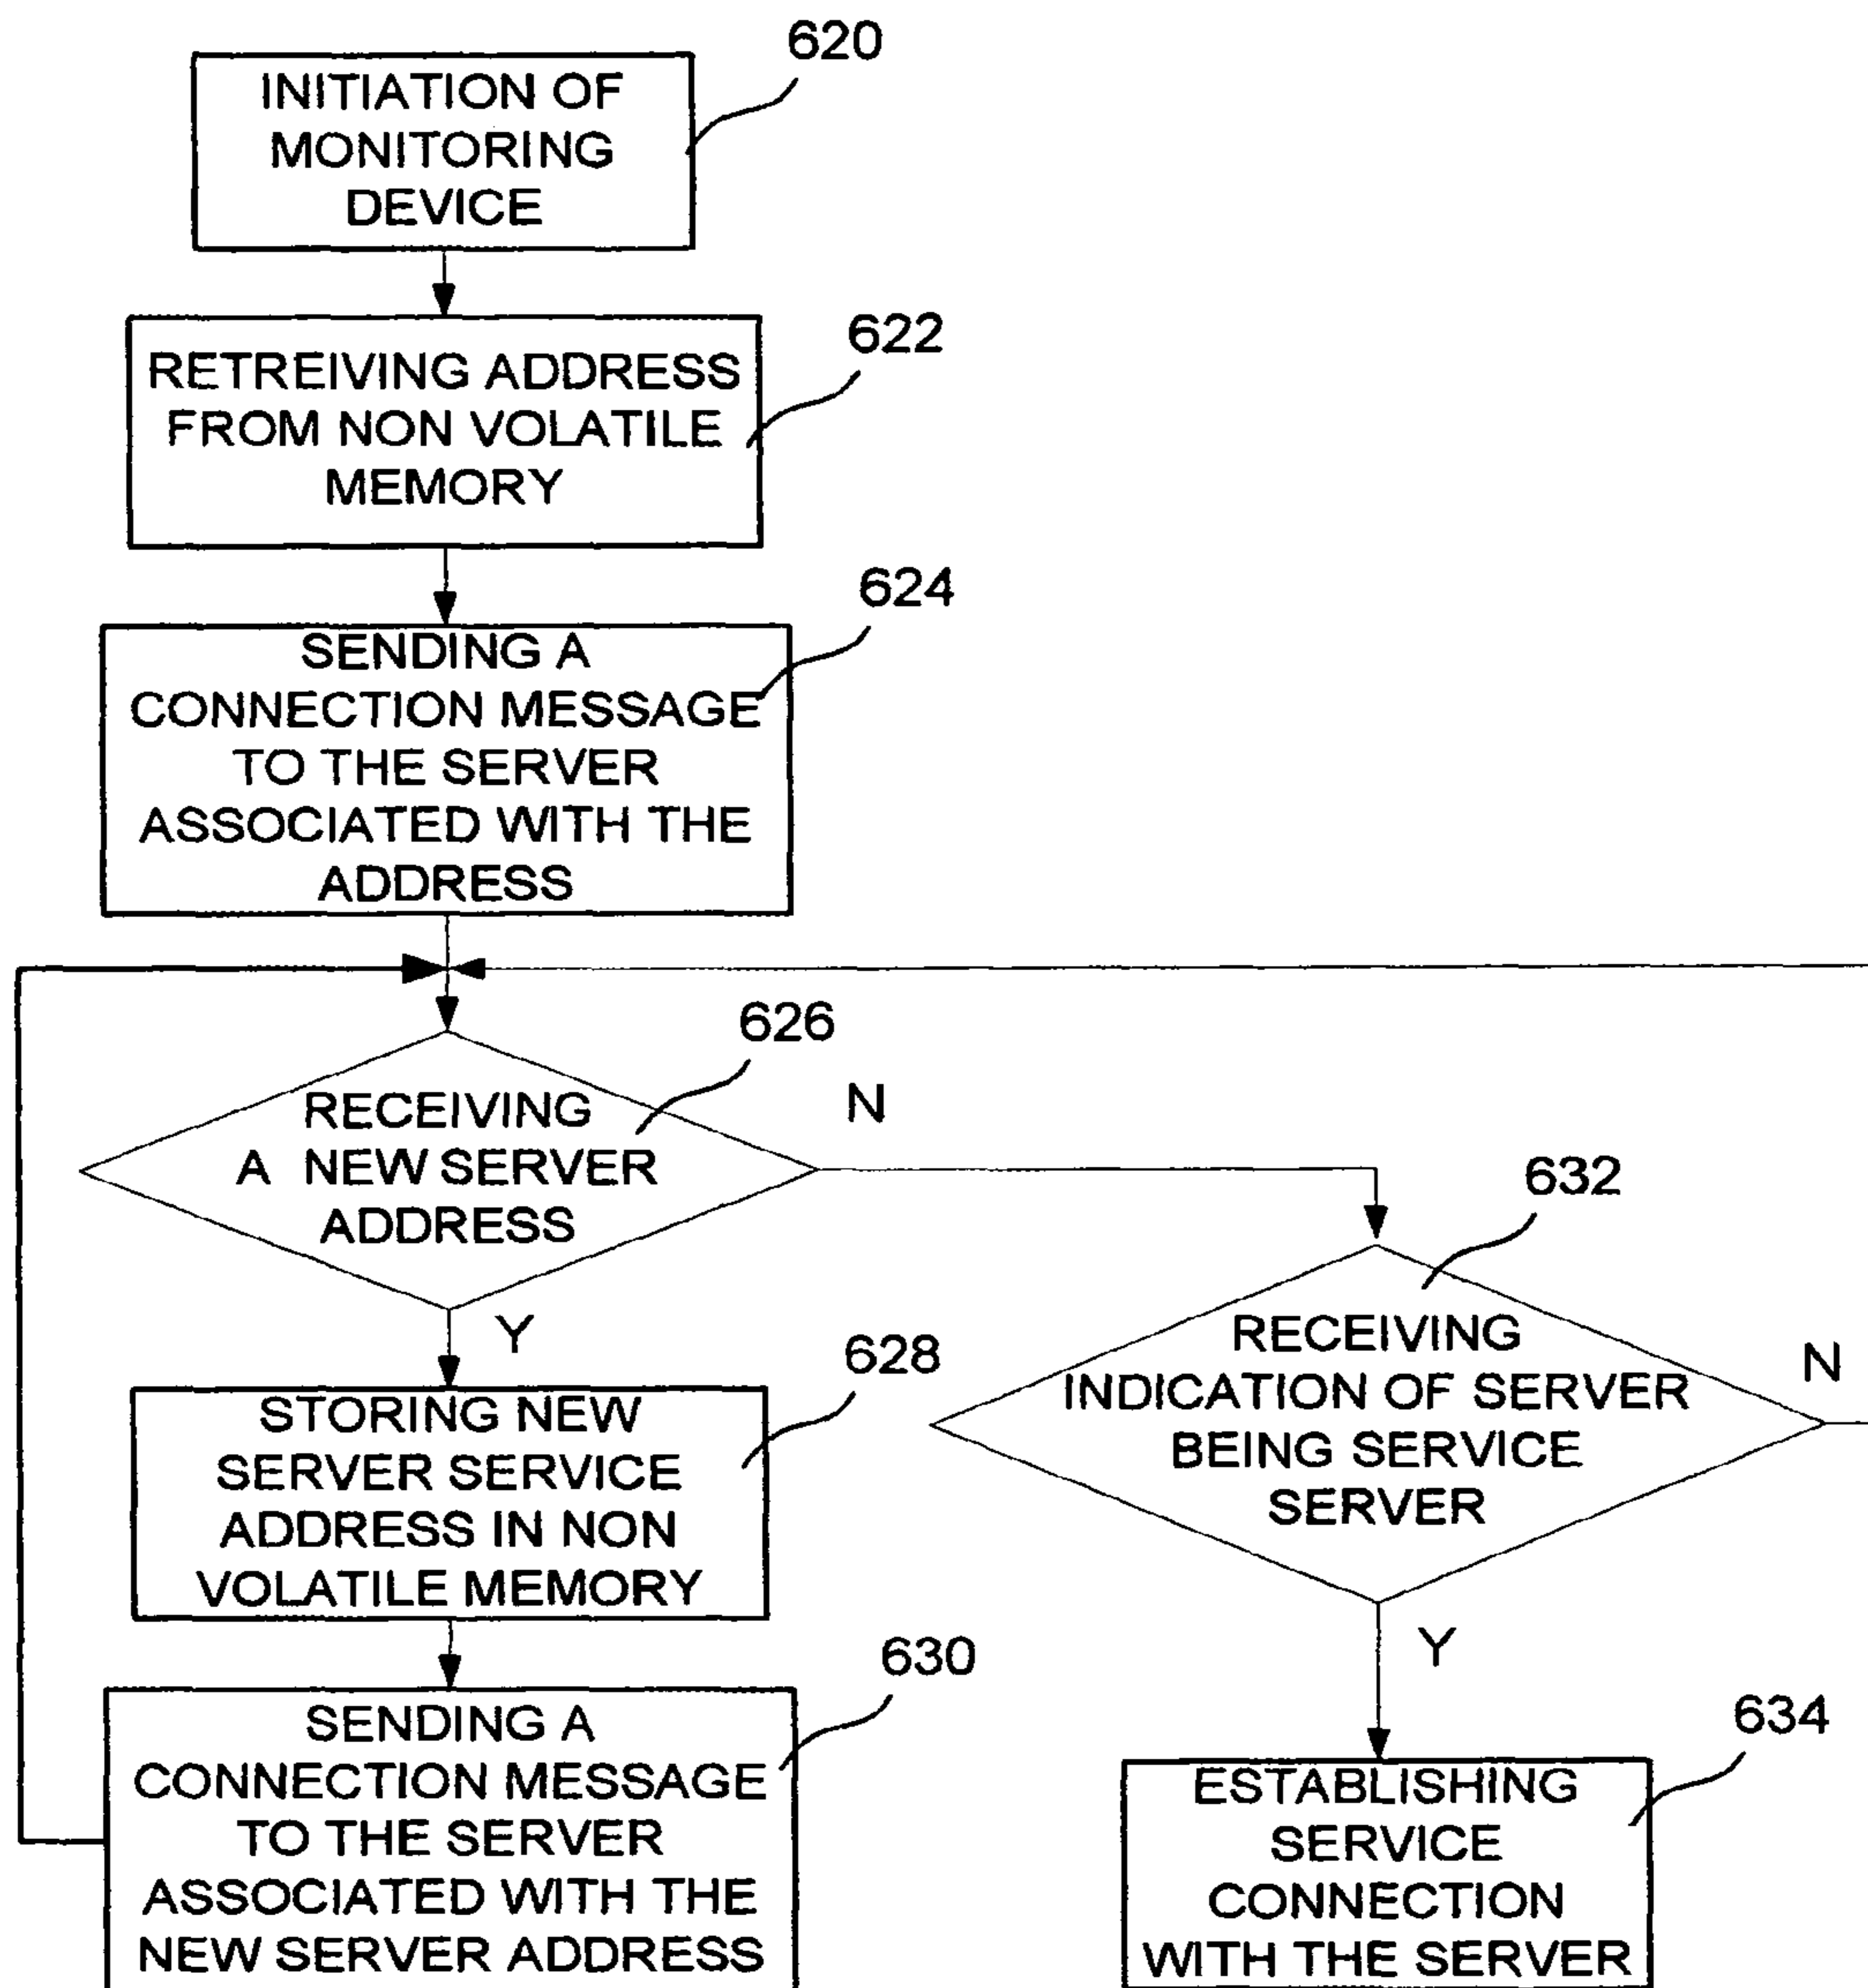 620
INITIATION OF
MONITORING
DEVICE
622
RETREIVING ADDRESS
FROM NON VOLATILE
MEMORY
624
SENDING A
CONNECTION MESSAGE
TO THE SERVER
ASSOCIATED WITH THE
ADDRESS
626
RECEIVING
A NEW SERVER
ADDRESS
N
Y
632
RECEIVING
INDICATION OF SERVER
BEING SERVICE
SERVER
N
Y
628
STORING NEW
SERVER SERVICE
ADDRESS IN NON
VOLATILE MEMORY
630
SENDING A
CONNECTION MESSAGE
TO THE SERVER
ASSOCIATED WITH THE
NEW SERVER ADDRESS
634
ESTABLISHING
SERVICE
CONNECTION
WITH THE SERVER